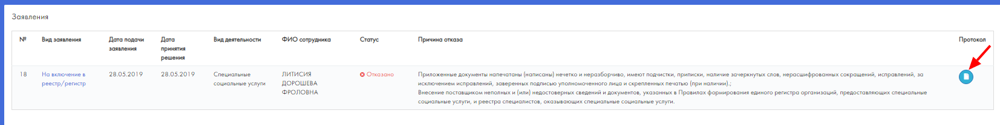 Заявления
№ Вид заявления Дата подачи заявления Дата принятия решения Вид деятельности ФИО сотрудника Статус Причина отказа Протокол
18 На включение в реестр/регистр 28.05.2019 28.05.2019 Специальные социальные услуги ЛИТИСИЯ ДОРОШЕВА ФРОЛОВНА Отказано
Приложенные документы напечатаны (написаны) нечетко и неразборчиво, имеют подчистки, приписки, наличие зачеркнутых слов, нерасшифрованных сокращений, исправлений, за
исключением исправлений, заверенных подписью уполномоченного лица и скрепленных печатью (при наличии).;
Внесение поставщиком неполных и (или) недостоверных сведений и документов, указанных в Правилах формирования единого регистра организаций, предоставляющих специальные
социальные услуги, и реестра специалистов, оказывающих специальные социальные услуги.